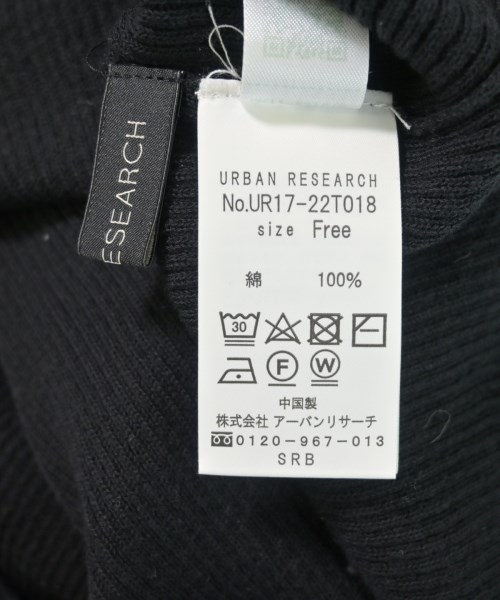 ESEARCH
URBAN RESEARCH
No.UR17-22T018
size Free
綿 100%
30
F W
中国製
株式会社 アーバンリサーチ
0120-967-013
SRB